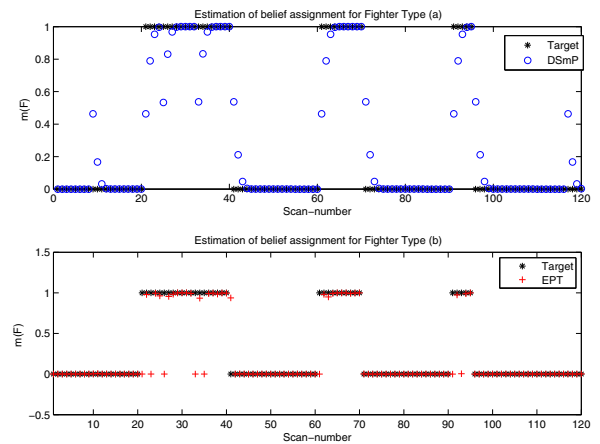 Estimation of belief assignment for Fighter Type (a)
1
0.8
0.6
0.4
0.2
0
m(F)
Target
DSmP
0 20 40 60 80 100 120
Scan−number
Estimation of belief assignment for Fighter Type (b)
1.5
1
0.5
0
−0.5
m(F)
Target
EPT
10 20 30 40 50 60 70 80 90 100 110 120
Scan−number